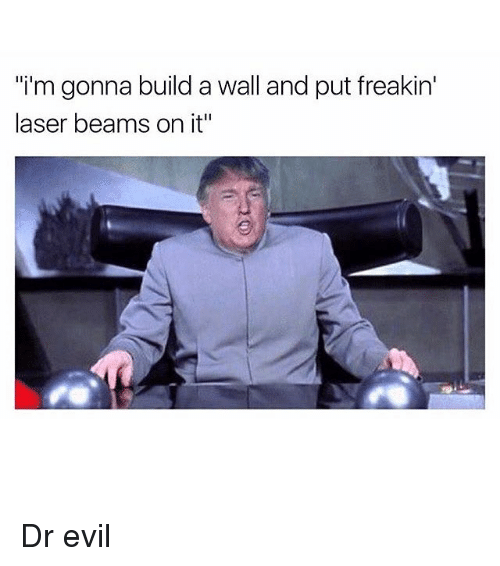 "i'm gonna build a wall and put freakin'
laser beams on it"
Dr evil